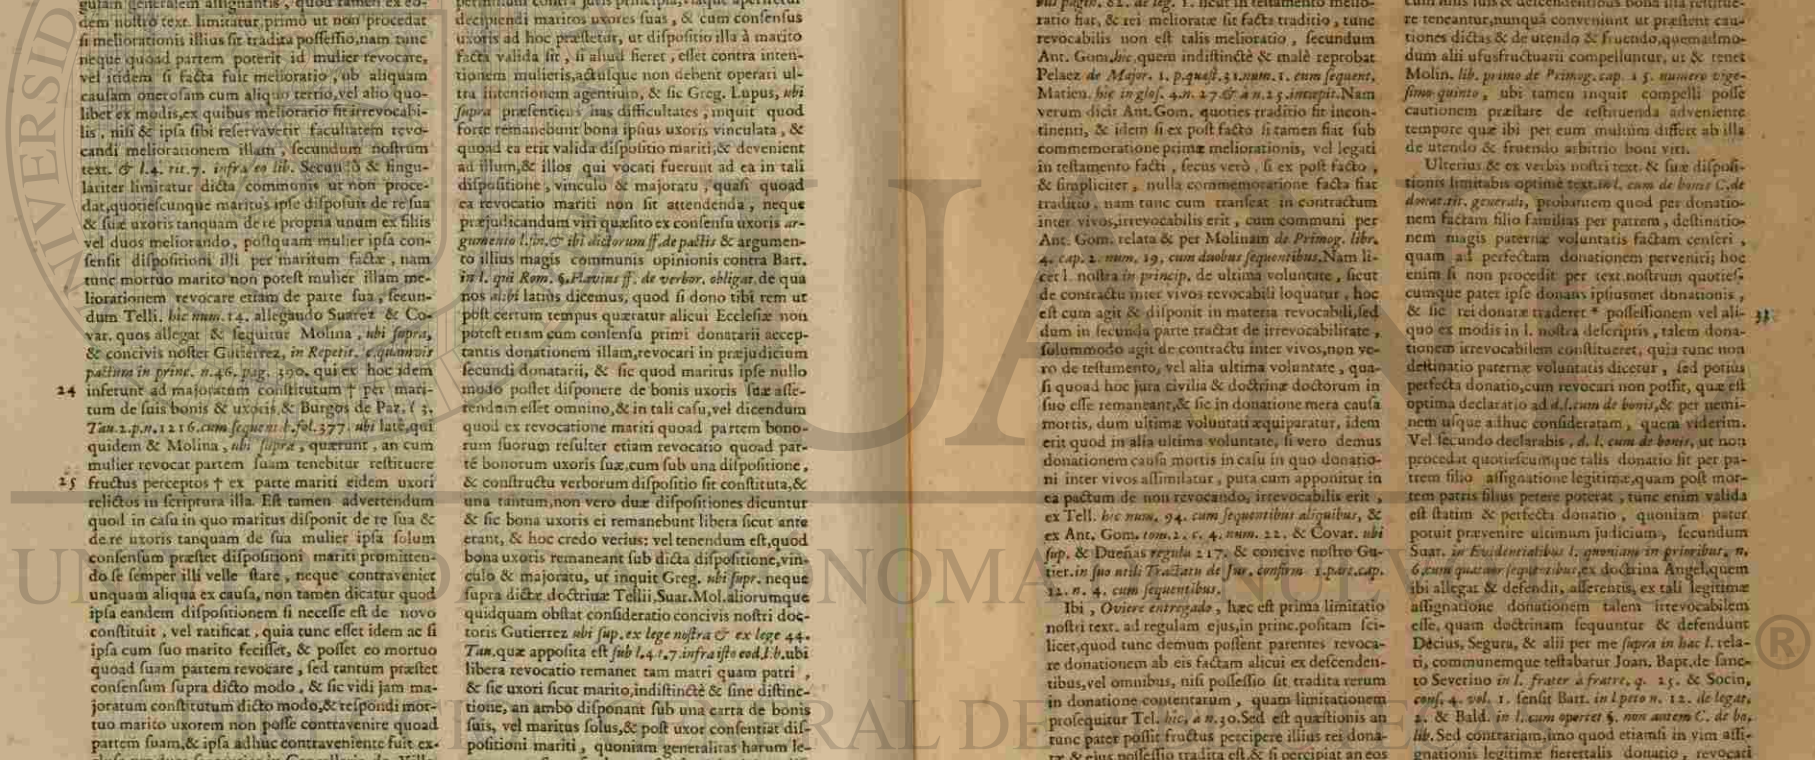 gulam generalem assignantis, quod tamen ex eo-
dem nostro text. limitatur, primò ut non procedat
si meliorationis illius sit tradita possessio, nam tunc
neque quoad partem poterit id mulier revocare,
vel itidem si facta fuit melioratio, ob aliquam
causam onerosam cum aliquo tertio, vel alio quo-
libet ex modis, ex quibus melioratio sit irrevocabi-
lis, nisi & ipsa sibi reservaverit facultatem revo-
candi meliorationem illam, secundum nostrum
text. & l. 4. tit. 7. infra eo lib. Secundò & singu-
lariter limitatur dicta communis ut non proce-
dat, quotiescunque maritus ipse disposuit de re sua
& suæ uxoris tanquam de re propria unum ex filiis
vel duos meliorando, postquam mulier ipsa con-
sensit dispositioni illi per maritum factæ, nam
tunc mortuo marito non potest mulier illam me-
liorationem revocare etiam de parte sua, secun-
dum Telli. hic num. 14. allegando Suarez & Co-
var. quos allegat & sequitur Molina, ubi supra,
& concivis noster Gutierrez, in Repetit. c. quamvis
pactum in princ. n. 46. pag. 390. qui ex hoc idem
24 inferunt ad majoratum constitutum † per mari-
tum de suis bonis & uxoris, & Burgos de Paz, l. 3.
Tau. 2. p. n. 1216. cum sequent. b. fol. 377. ubi latè, qui
quidem & Molina, ubi supra, quærunt, an cum
mulier revocat partem suam tenebitur restituere
25 fructus perceptos † ex parte mariti eidem uxori
relictos in scriptura illa. Est tamen advertendum
quod in casu in quo maritus disponit de re sua &
de re uxoris tanquam de sua mulier ipsa solum
consensum præstet dispositioni mariti promitten-
do se semper illi velle stare, neque contraveniet
unquam aliqua ex causa, non tamen dicatur quod
ipsa eandem dispositionem si necesse est de novo
constituit, vel ratificat, quia tunc esset idem ac si
ipsa cum suo marito fecisset, & posset eo mortuo
quoad suam partem revocare, sed tantum præstet
consensum supra dicto modo, & sic vidi jam ma-
joratum constitutum dicto modo, & respondi mor-
tuo marito uxorem non posse contravenire quoad
partem suam, & ipsa adhuc contraveniente fuit ex-
decipiendi maritos uxores suas, & cum consensus
uxoris ad hoc præstetur, ut dispositio illa à marito
facta valida sit, si aliud fieret, esset contra inten-
tionem mulieris, actusque non debent operari ul-
tra intentionem agentium, & sic Greg. Lupus, ubi
supra præsentiens has difficultates, inquit quod
forte remanebunt bona ipsius uxoris vinculata, &
quoad ea erit valida dispositio mariti, & devenient
ad illum, & illos qui vocati fuerunt ad ea in tali
dispositione, vinculo & majoratu, quasi quoad
ea revocatio mariti non sit attendenda, neque
præjudicandum viri quæsito ex consensu uxoris ar-
gumento l. fin. & ibi dictorum ff. de pactis & argumen-
to illius magis communis opinionis contra Bart.
in l. qui Rom. §. Flavius ff. de verbor. obligat. de qua
nos alibi latiùs dicemus, quod si dono tibi rem ut
post certum tempus quæratur alicui Ecclesiæ non
potest etiam cum consensu primi donatarii accep-
tantis donationem illam, revocari in præjudicium
secundi donatarii, & sic quod maritus ipse nullo
modo posset disponere de bonis uxoris suæ asse-
rendum esset omnino, & in tali casu, vel dicendum
quod ex revocatione mariti quoad partem bono-
rum suorum resultet etiam revocatio quoad par-
tè bonorum uxoris suæ, cum sub una dispositione,
& constructu verborum dispositio sit constituta, &
una tantum, non vero duæ dispositiones dicuntur
& sic bona uxoris ei remanebunt libera sicut ante
erant, & hoc credo verius: vel tenendum est, quod
bona uxoris remaneant sub dicta dispositione, vin-
culo & majoratu, ut inquit Greg. ubi supr. neque
supra dictæ doctrinæ Tellii, Suar. Mol. aliorumque
quidquam obstat consideratio concivis nostri doc-
toris Gutierrez ubi sup. ex lege nostra & ex lege 44.
Tau. quæ apposita est sub l. 4. t. 7. infra isto eod. lib. ubi
libera revocatio remanet tam matri quam patri,
& sic uxori sicut marito, indistinctè & sine distinc-
tione, an ambo disponant sub una carta de bonis
suis, vel maritus solus, & post uxor consentiat dis-
positioni mariti, quoniam generalitas harum le-
ratio fiat, & rei melioratæ sit facta traditio, tunc
revocabilis non est talis melioratio, secundum
Ant. Gom. hic. quem indistinctè & malè reprobat
Pelaez de Major. 1. p. quæst. 31. num. 1. cum sequent.
Matien. hic in glos. 4. n. 27. & à n. 25. incepit. Nam
verum dicit Ant. Gom. quoties traditio fit incon-
tinenti, & idem si ex post facto si tamen fiat sub
commemoratione primæ meliorationis, vel legati
in testamento facti, secus verò, si ex post facto,
& simpliciter, nulla commemoratione facta fiat
traditio, nam tunc cum transeat in contractum
inter vivos, irrevocabilis erit, cum communi per
Ant. Gom. relata & per Molinam de Primog. libr.
4. cap. 2. num. 19. cum duobus sequentibus. Nam li-
cèt l. nostra in princip. de ultima voluntate, sicut
de contractu inter vivos revocabili loquatur, hoc
est cum agit & disponit in materia revocabili, sed
dum in secunda parte tractat de irrevocabilitate,
solummodo agit de contractu inter vivos, non ve-
ro de testamento, vel alia ultima voluntate, qua-
si quoad hoc jura civilia & doctrinæ doctorum in
suo esse remaneant, & sic in donatione mera causa
mortis, dum ultimæ voluntati æquiparatur, idem
erit quod in alia ultima voluntate, si vero demus
donationem causa mortis in casu in quo donatio-
ni inter vivos assimilatur, puta cum apponitur in
ea pactum de non revocando, irrevocabilis erit,
ex Tell. hic num. 94. cum sequentibus aliquibus, &
ex Ant. Gom. tom. 2. c. 4. num. 22. & Covar. ubi
sup. & Dueñas regula 217. & concive nostro Gu-
tier. in suo utili Tractatu de Jur. confirm. 1. part. cap.
12. n. 4. cum sequentibus.
Ibi, Oviere entregado, hæc est prima limitatio
nostri text. ad regulam ejus, in princ. positam sci-
licet, quod tunc demum possent parentes revoca-
re donationem ab eis factam alicui ex descenden-
tibus, vel omnibus, nisi possessio sit tradita rerum
in donatione contentarum, quam limitationem
prosequitur Tel. hic, à n. 30. Sed est quæstionis an
tunc pater possit fructus percipere illius rei dona-
tæ & ejus possessio tradita est, & si percipiat an eos
re teneantur, nunquà conveniunt ut præstent cau-
tiones dictas & de utendo & fruendo, quemadmo-
dum alii usufructuarii compelluntur, ut & tenet
Molin. lib. primo de Primog. cap. 15. numero vige-
simo quinto, ubi tamen inquit compelli posse
cautionem præstare de restituenda adveniente
tempore quæ ibi per eum multùm differt ab illa
de utendo & fruendo arbitrio boni viri.
Ulterius & ex verbis nostri text. & suæ disposi-
tionis limitabis optimè text. in l. cum de bonis C. de
donat. tit. generali, probantem quod per donatio-
nem factam filio familias per patrem, destinatio-
nem magis paternæ voluntatis factam censeri,
quam ad perfectam donationem perveniri; hoc
enim si non procedit per text. nostrum quoties-
cumque pater ipse donans ipsiusmet donationis,
& sic rei donatæ traderet * possessionem vel ali- 33
quo ex modis in l. nostra descriptis, talem dona-
tionem irrevocabilem constitueret, quia tunc non
destinatio paternæ voluntatis dicetur, sed potiùs
perfecta donatio, cum revocari non possit, quæ est
optima declaratio ad d. l. cum de bonis, & per nemi-
nem usque adhuc consideratam, quem viderim.
Vel secundo declarabis, d. l. cum de bonis, ut non
procedat quotiescumque talis donatio sit per pa-
trem filio assignatione legitimæ, quam post mor-
tem patris filius petere poterat, tunc enim valida
est statim & perfecta donatio, quoniam pater
potuit prævenire ultimum judicium, secundum
Suar. in Evidentialibus l. quoniam in prioribus, n.
6. cum quatuor sequentibus, ex doctrina Angel. quem
ibi allegat & defendit, asserentis, ex tali legitimæ
assignatione donationem talem irrevocabilem
esse, quam doctrinam sequuntur & defendunt
Decius, Segura, & alii per me supra in hac l. rela-
ti, communemque testabatur Joan. Bapt. de sanc-
to Severino in l. frater à fratre, q. 25. & Socin.
cons. 4. vol. 1. sensit Bart. in l. peto n. 12. de legat.
2. & Bald. in l. cum oportet §. non autem C. de bo.
lib. Sed contrariam, imo quod etiamsi in vim assi-
gnationis legitimæ fieret talis donatio, revocari